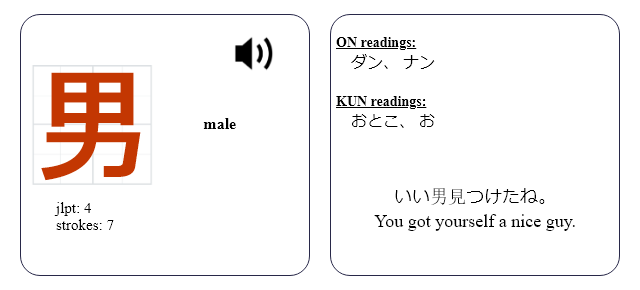 男
male
jlpt: 4
strokes: 7
ON readings:
ダン、 ナン
KUN readings:
おとこ、 お
いい男見つけたね。
You got yourself a nice guy.